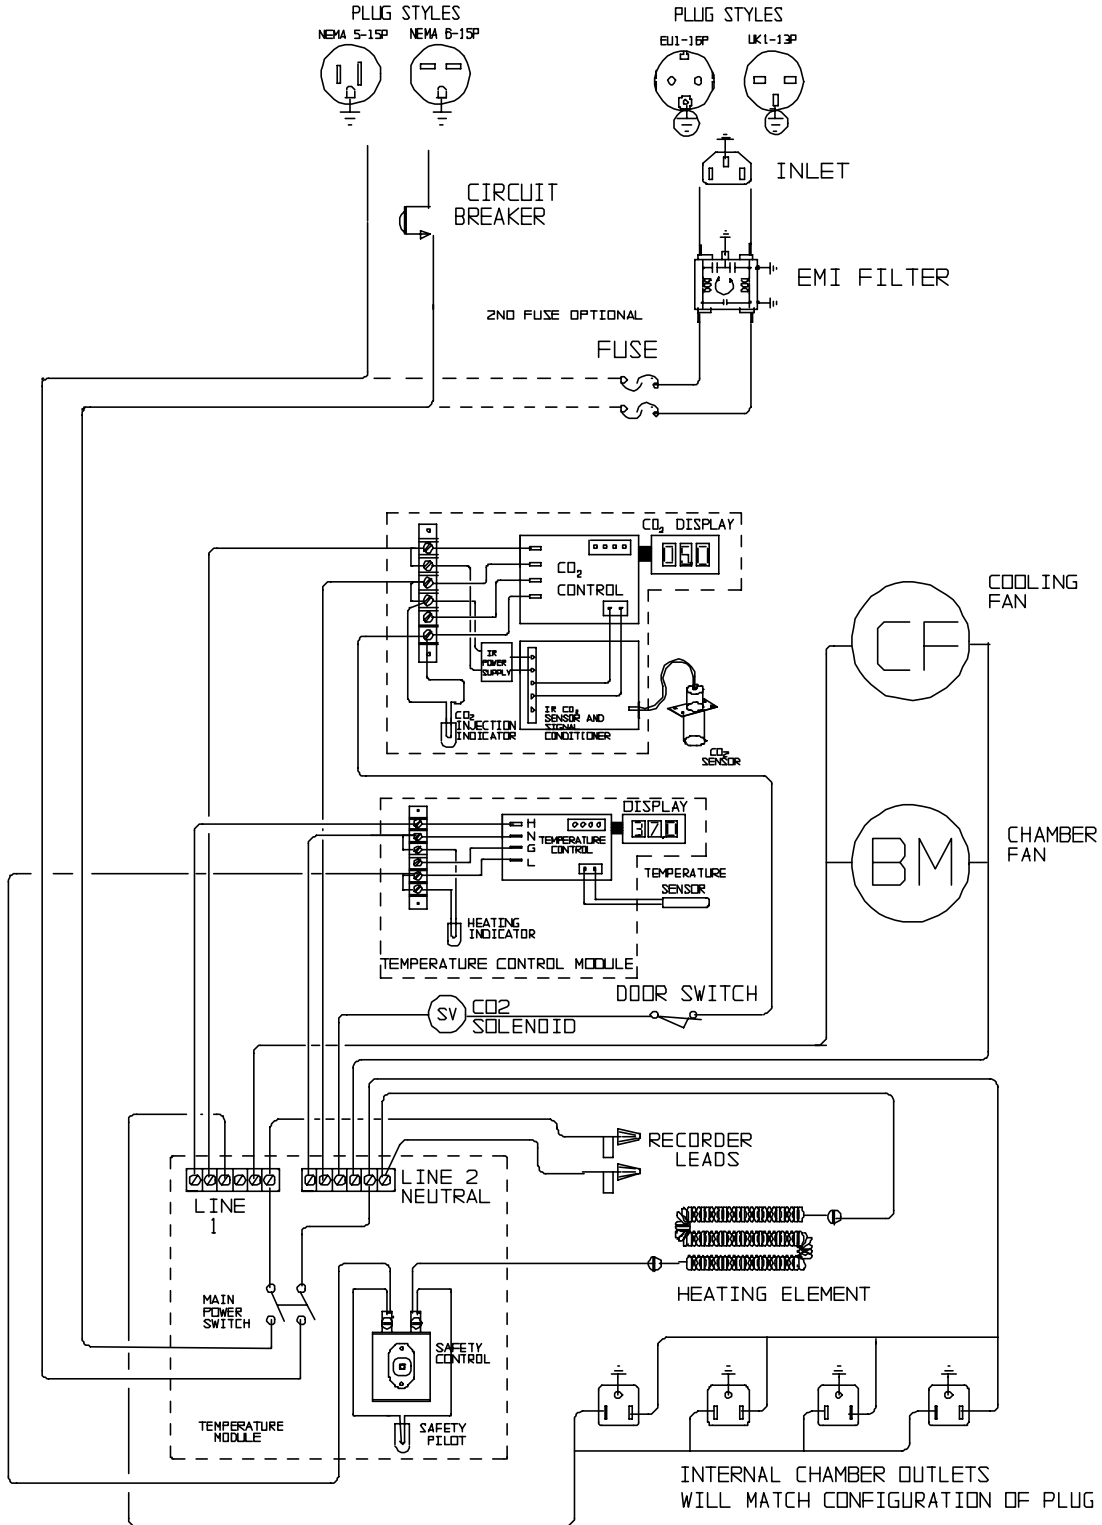 PLUG STYLES
NEMA 5-15P NEMA 6-15P
PLUG STYLES
EU1-16P UK1-13P
INLET
CIRCUIT
BREAKER
EMI FILTER
2ND FUSE OPTIONAL
FUSE
CO2 DISPLAY
060
CO2
CONTROL
IR
POWER
SUPPLY
IR CO2
SENSOR AND
SIGNAL
CONDITIONER
CO2
INJECTION
INDICATOR
CO2
SENSOR
COOLING
FAN
CF
CHAMBER
FAN
BM
DISPLAY
37.0
H
N
G
L
TEMPERATURE
CONTROL
TEMPERATURE
SENSOR
HEATING
INDICATOR
TEMPERATURE CONTROL MODULE
DOOR SWITCH
SV
CO2
SOLENOID
RECORDER
LEADS
LINE 2
NEUTRAL
LINE
1
HEATING ELEMENT
MAIN
POWER
SWITCH
SAFETY
CONTROL
TEMPERATURE
MODULE
SAFETY
PILOT
INTERNAL CHAMBER OUTLETS
WILL MATCH CONFIGURATION OF PLUG